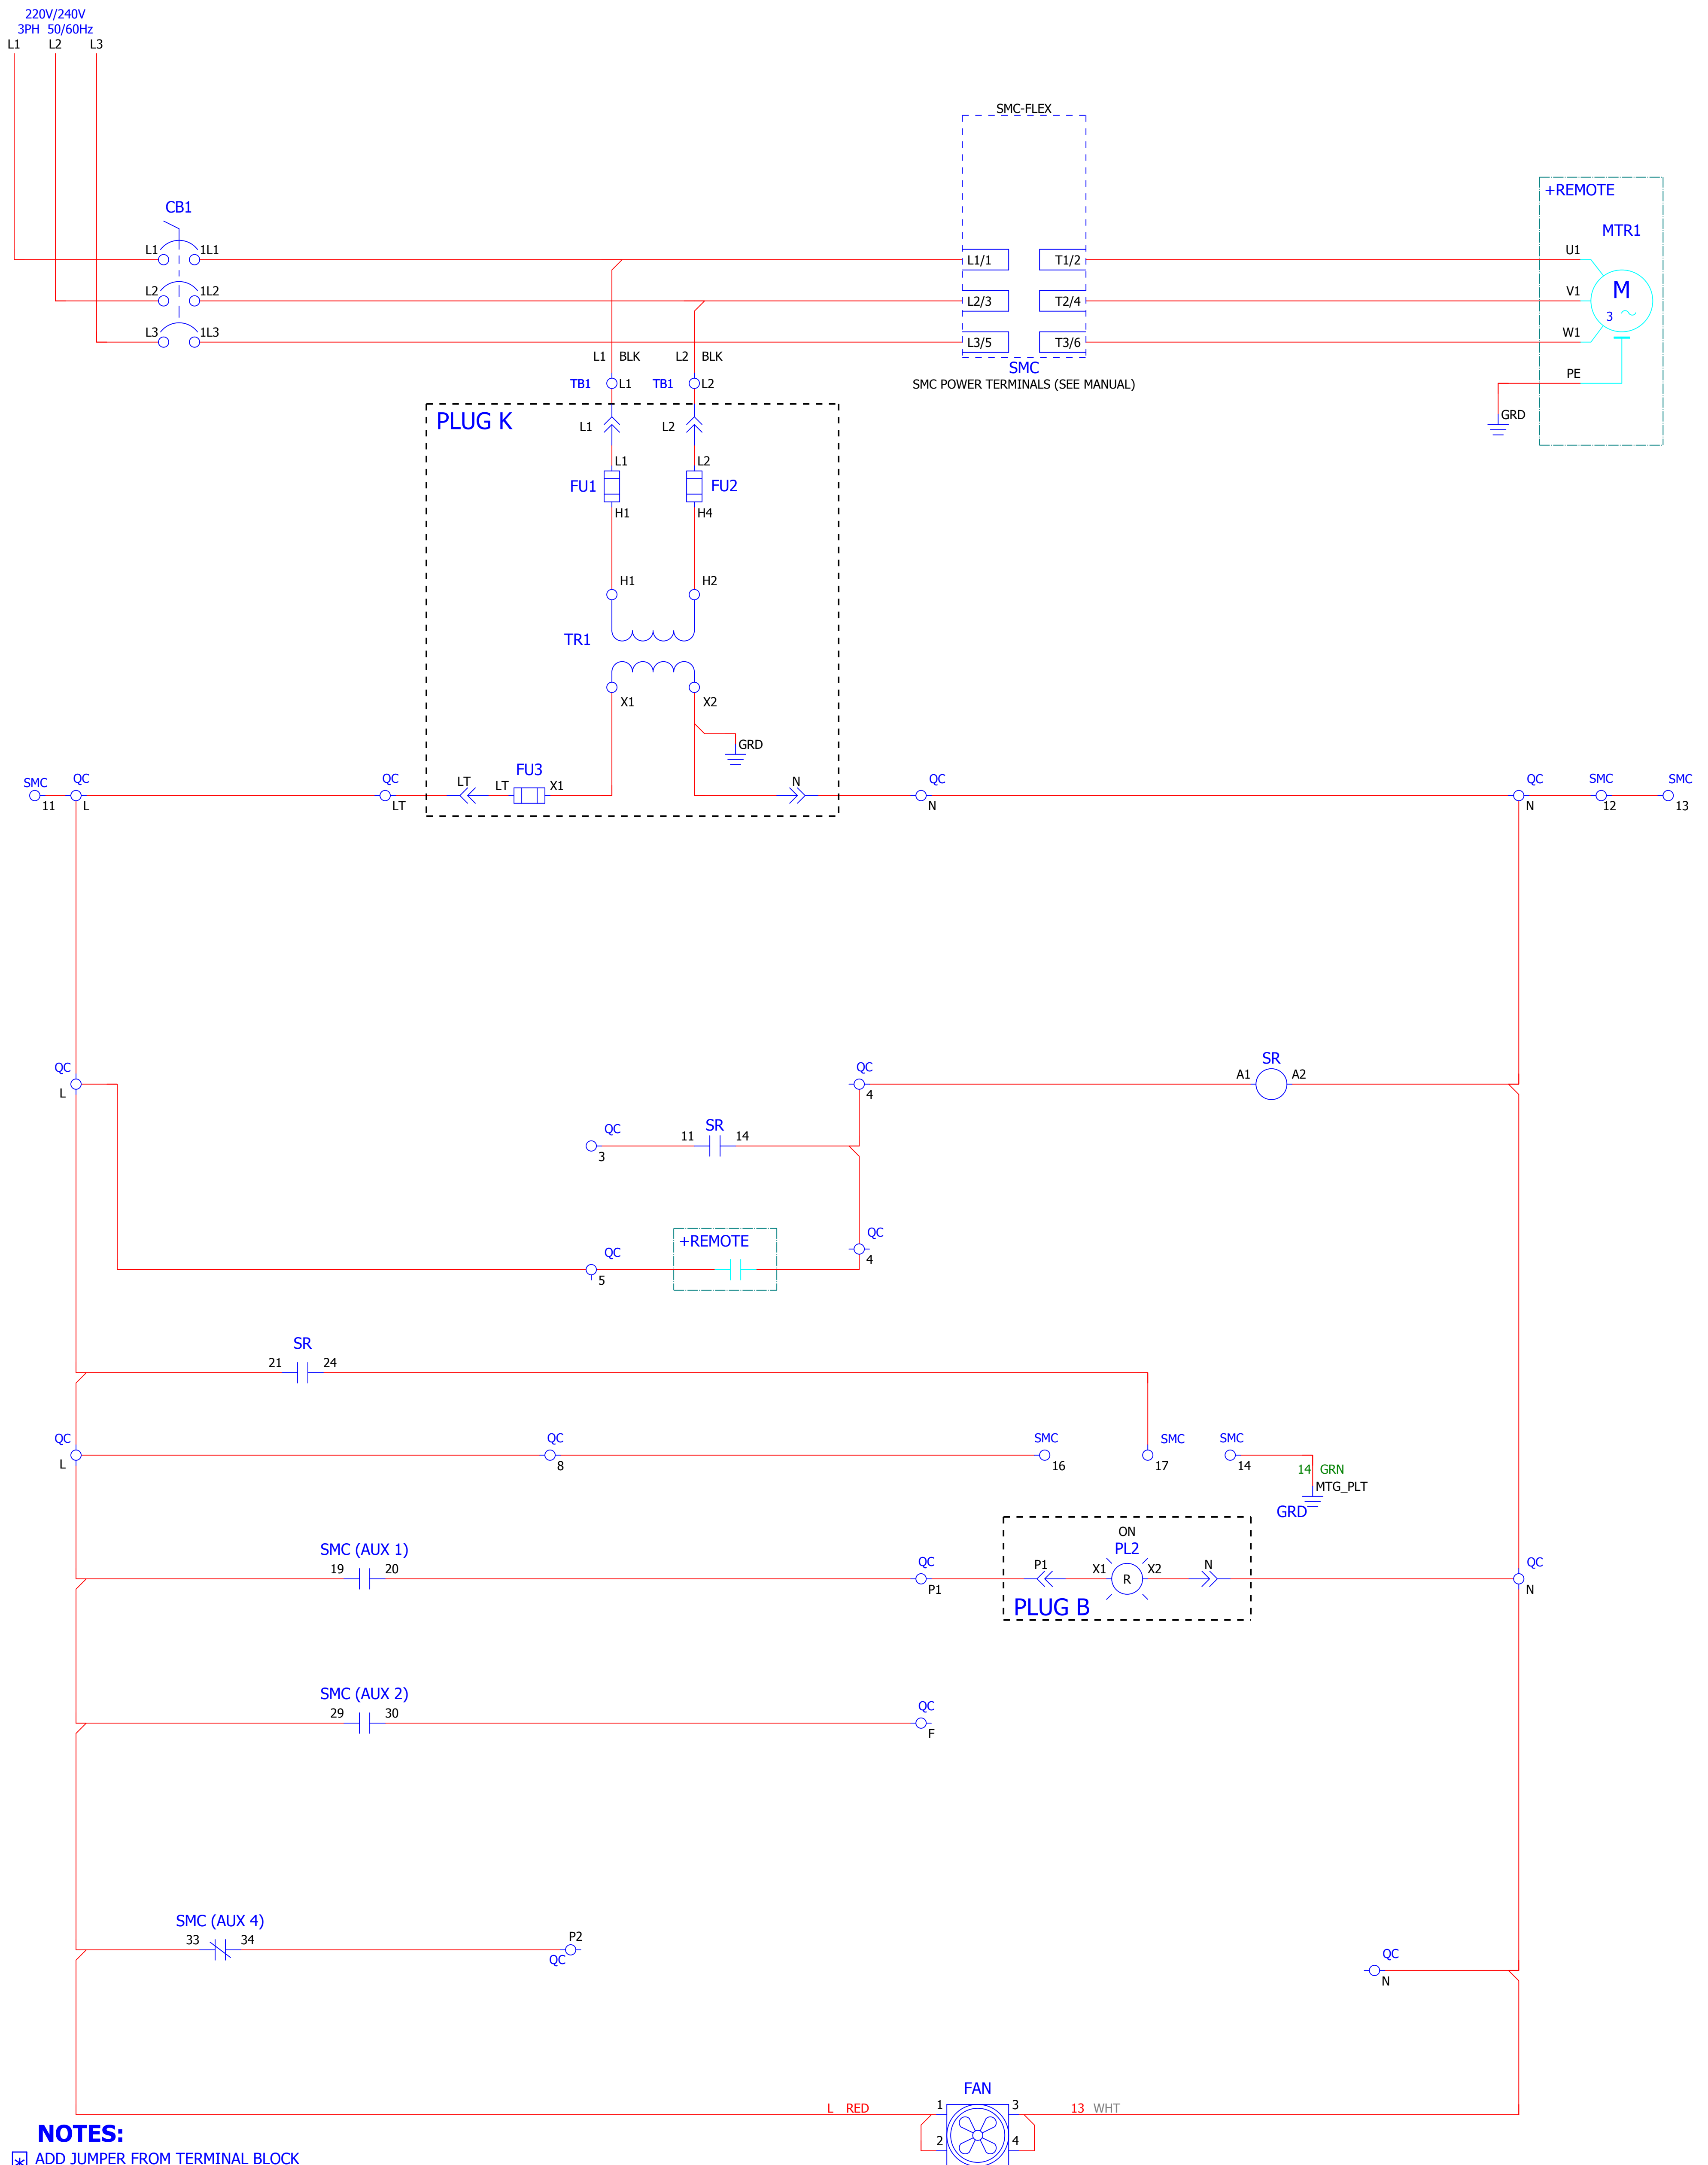 220V/240V
3PH 50/60Hz
L1 L2 L3
SMC-FLEX
+REMOTE
CB1
MTR1
L1 1L1 L1/1 T1/2 U1
L2 1L2 L2/3 T2/4 V1
M
3
L3 1L3 L3/5 T3/6 W1
L1 BLK L2 BLK
SMC
SMC POWER TERMINALS (SEE MANUAL)
PE
TB1 L1 TB1 L2
GRD
PLUG K
L1 L2
L1 L2
FU1 FU2
H1 H4
H1 H2
TR1
X1 X2
GRD
FU3
SMC QC QC LT LT X1 N QC QC SMC SMC
11 L LT N N 12 13
SR
QC QC A1 A2
L 4
SR
QC 11 14
3
QC
+REMOTE
QC 4
5
SR
21 24
QC QC SMC SMC SMC
L 8 16 17 14
14 GRN
MTG_PLT
GRD
ON
SMC (AUX 1) PL2
19 20 QC P1 X1 R X2 N QC
P1 N
PLUG B
SMC (AUX 2)
29 30 QC
F
SMC (AUX 4)
33 34 P2
QC QC
N
FAN
L RED 1 3 13 WHT
2 4
NOTES:
* ADD JUMPER FROM TERMINAL BLOCK